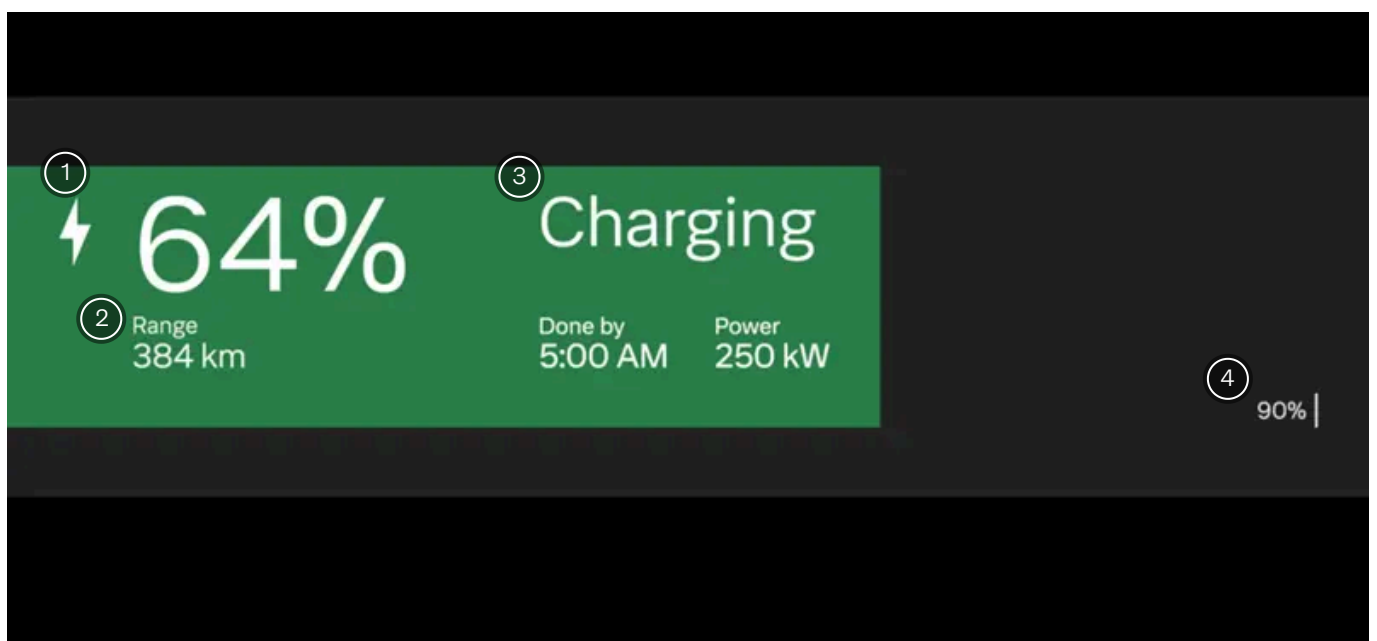 1
3
64%
Charging
2
Range
384 km
Done by
5:00 AM
Power
250 kW
4
90%